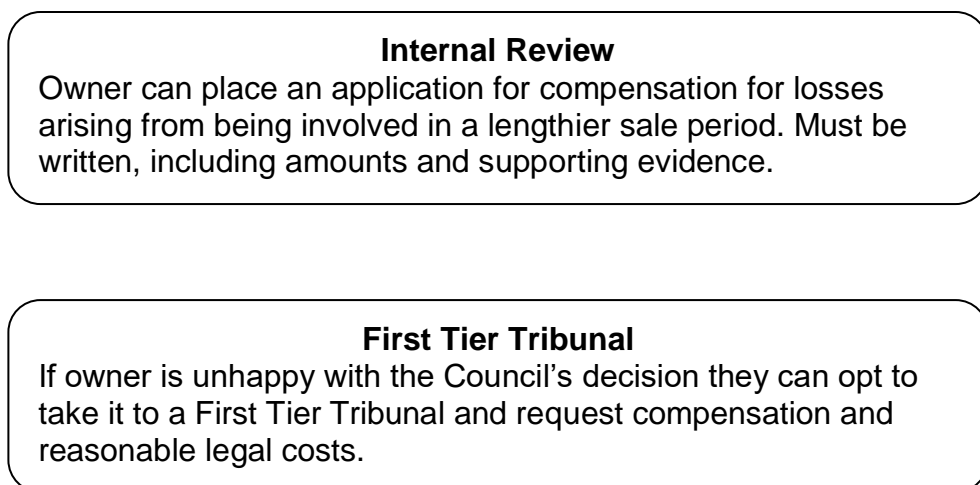 Internal Review
Owner can place an application for compensation for losses
arising from being involved in a lengthier sale period. Must be
written, including amounts and supporting evidence.
First Tier Tribunal
If owner is unhappy with the Council’s decision they can opt to
take it to a First Tier Tribunal and request compensation and
reasonable legal costs.